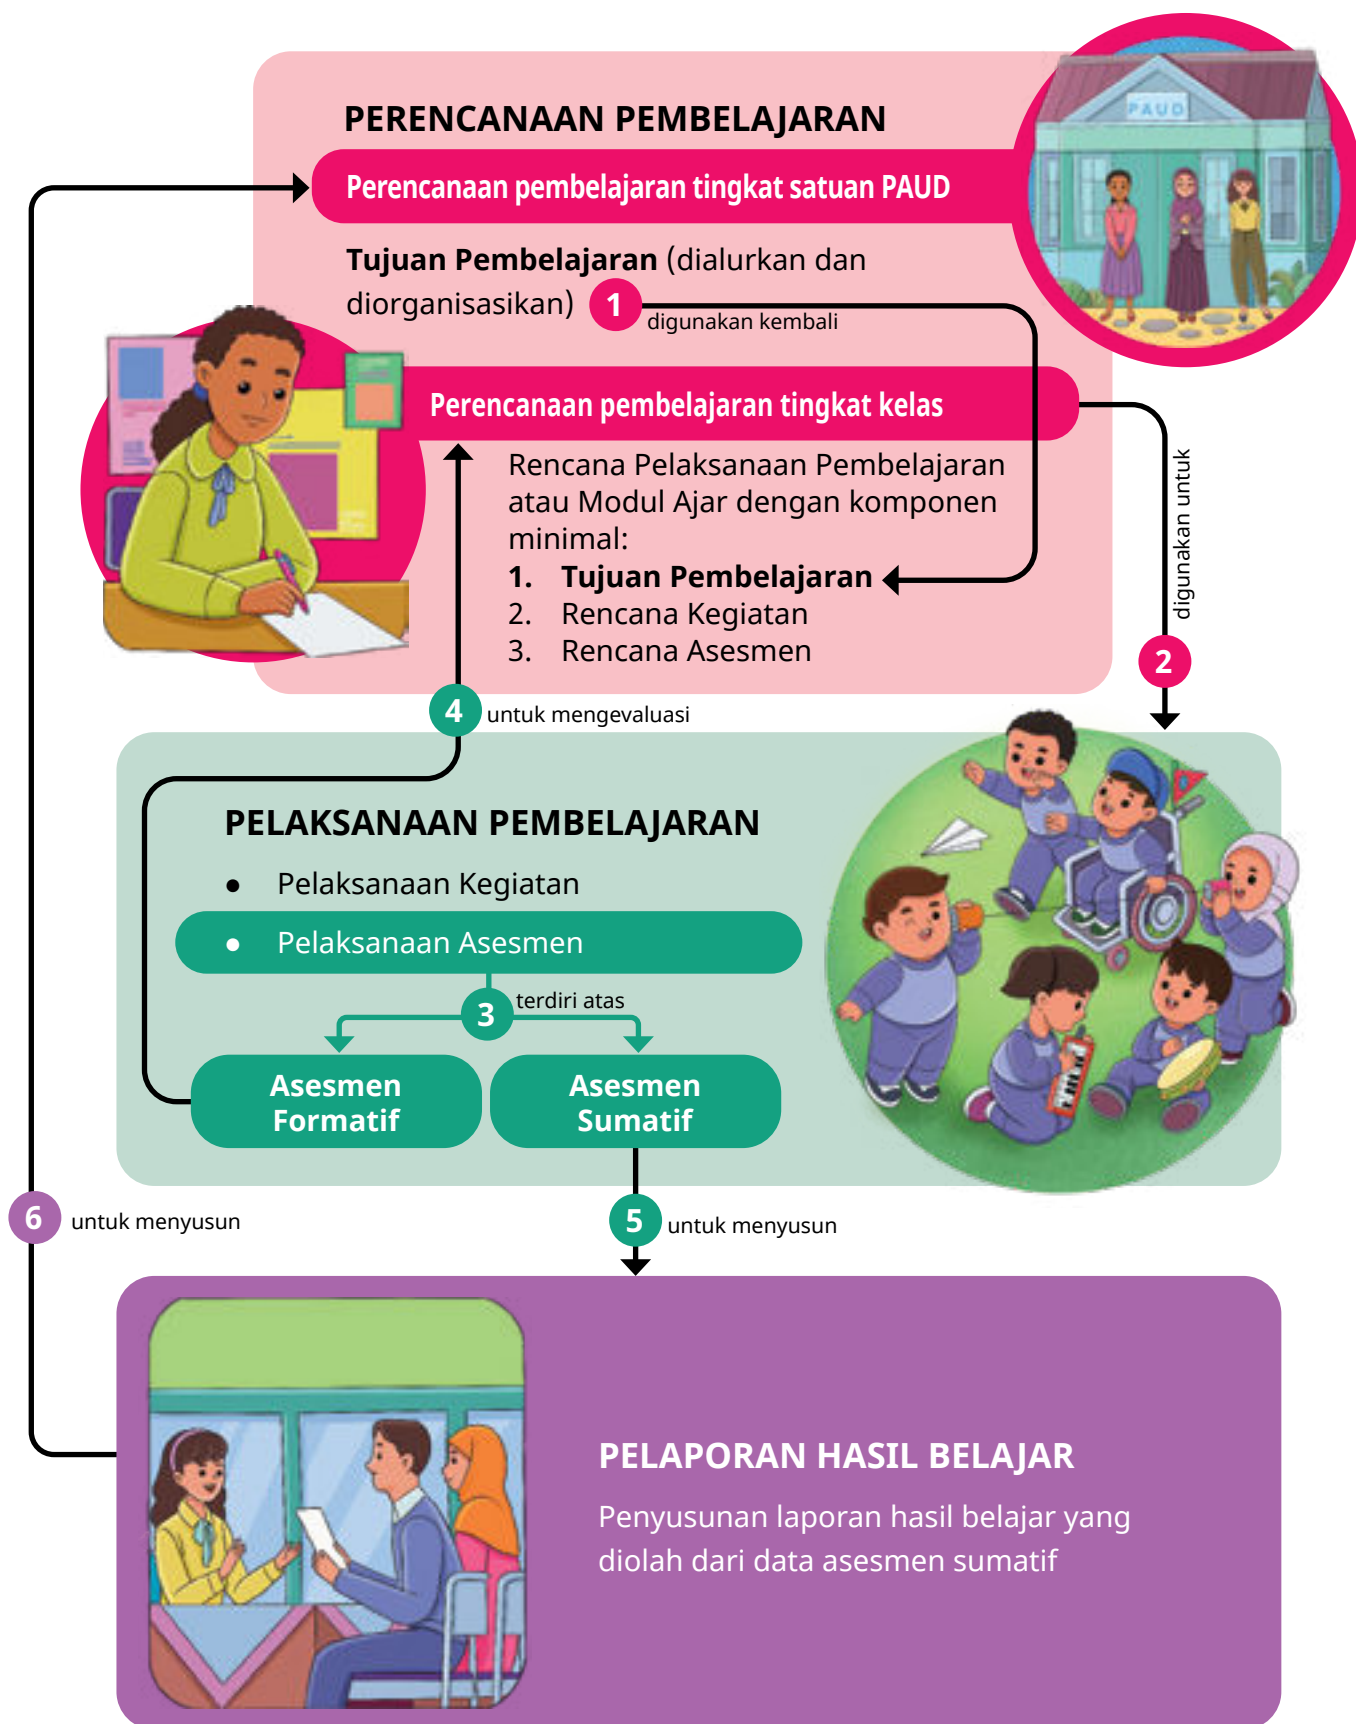 PERENCANAAN PEMBELAJARAN
PAUD
Perencanaan pembelajaran tingkat satuan PAUD
Tujuan Pembelajaran (dialurkan dan
diorganisasikan) 1
digunakan kembali
Perencanaan pembelajaran tingkat kelas
Rencana Pelaksanaan Pembelajaran
atau Modul Ajar dengan komponen
minimal:
1. Tujuan Pembelajaran
2. Rencana Kegiatan
3. Rencana Asesmen
digunakan untuk
2
4 untuk mengevaluasi
PELAKSANAAN PEMBELAJARAN
● Pelaksanaan Kegiatan
● Pelaksanaan Asesmen
3 terdiri atas
Asesmen
Formatif
Asesmen
Sumatif
6 untuk menyusun
5 untuk menyusun
PELAPORAN HASIL BELAJAR
Penyusunan laporan hasil belajar yang
diolah dari data asesmen sumatif